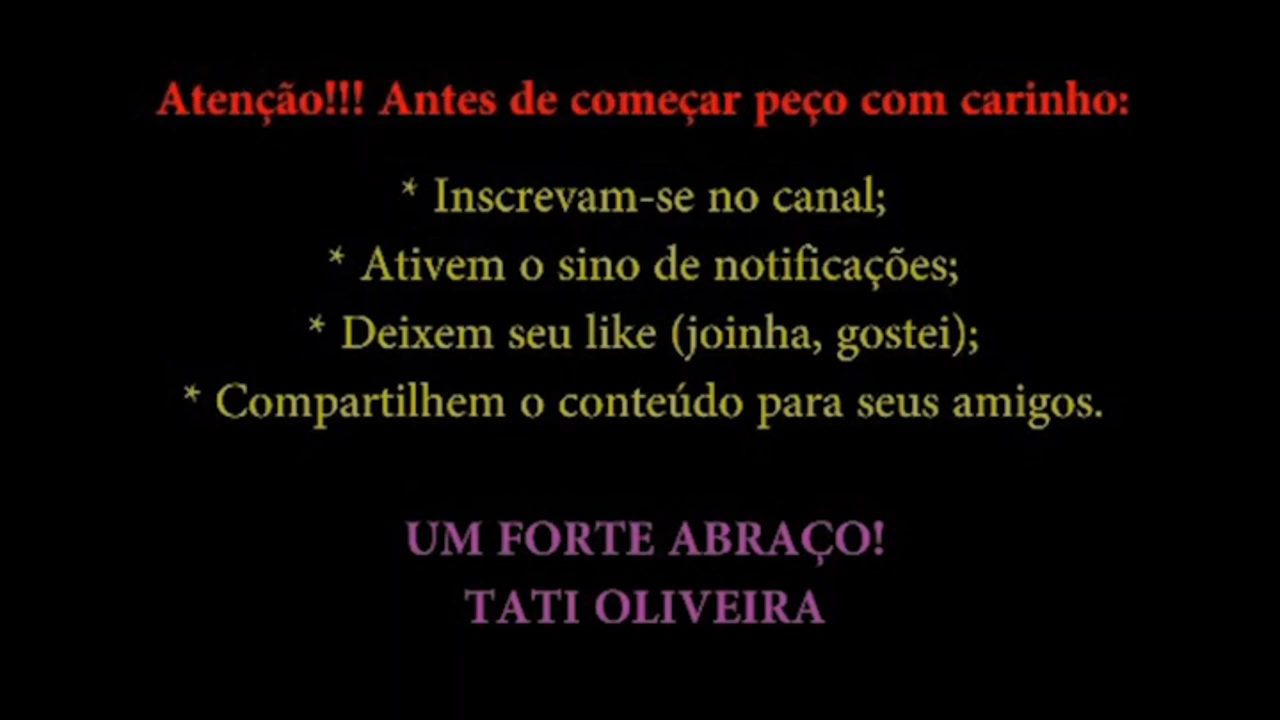 Atenção!!! Antes de começar peço com carinho:
* Inscrevam-se no canal;
* Ativem o sino de notificações;
* Deixem seu like (joinha, gostei);
* Compartilhem o conteúdo para seus amigos.
UM FORTE ABRAÇO!
TATI OLIVEIRA